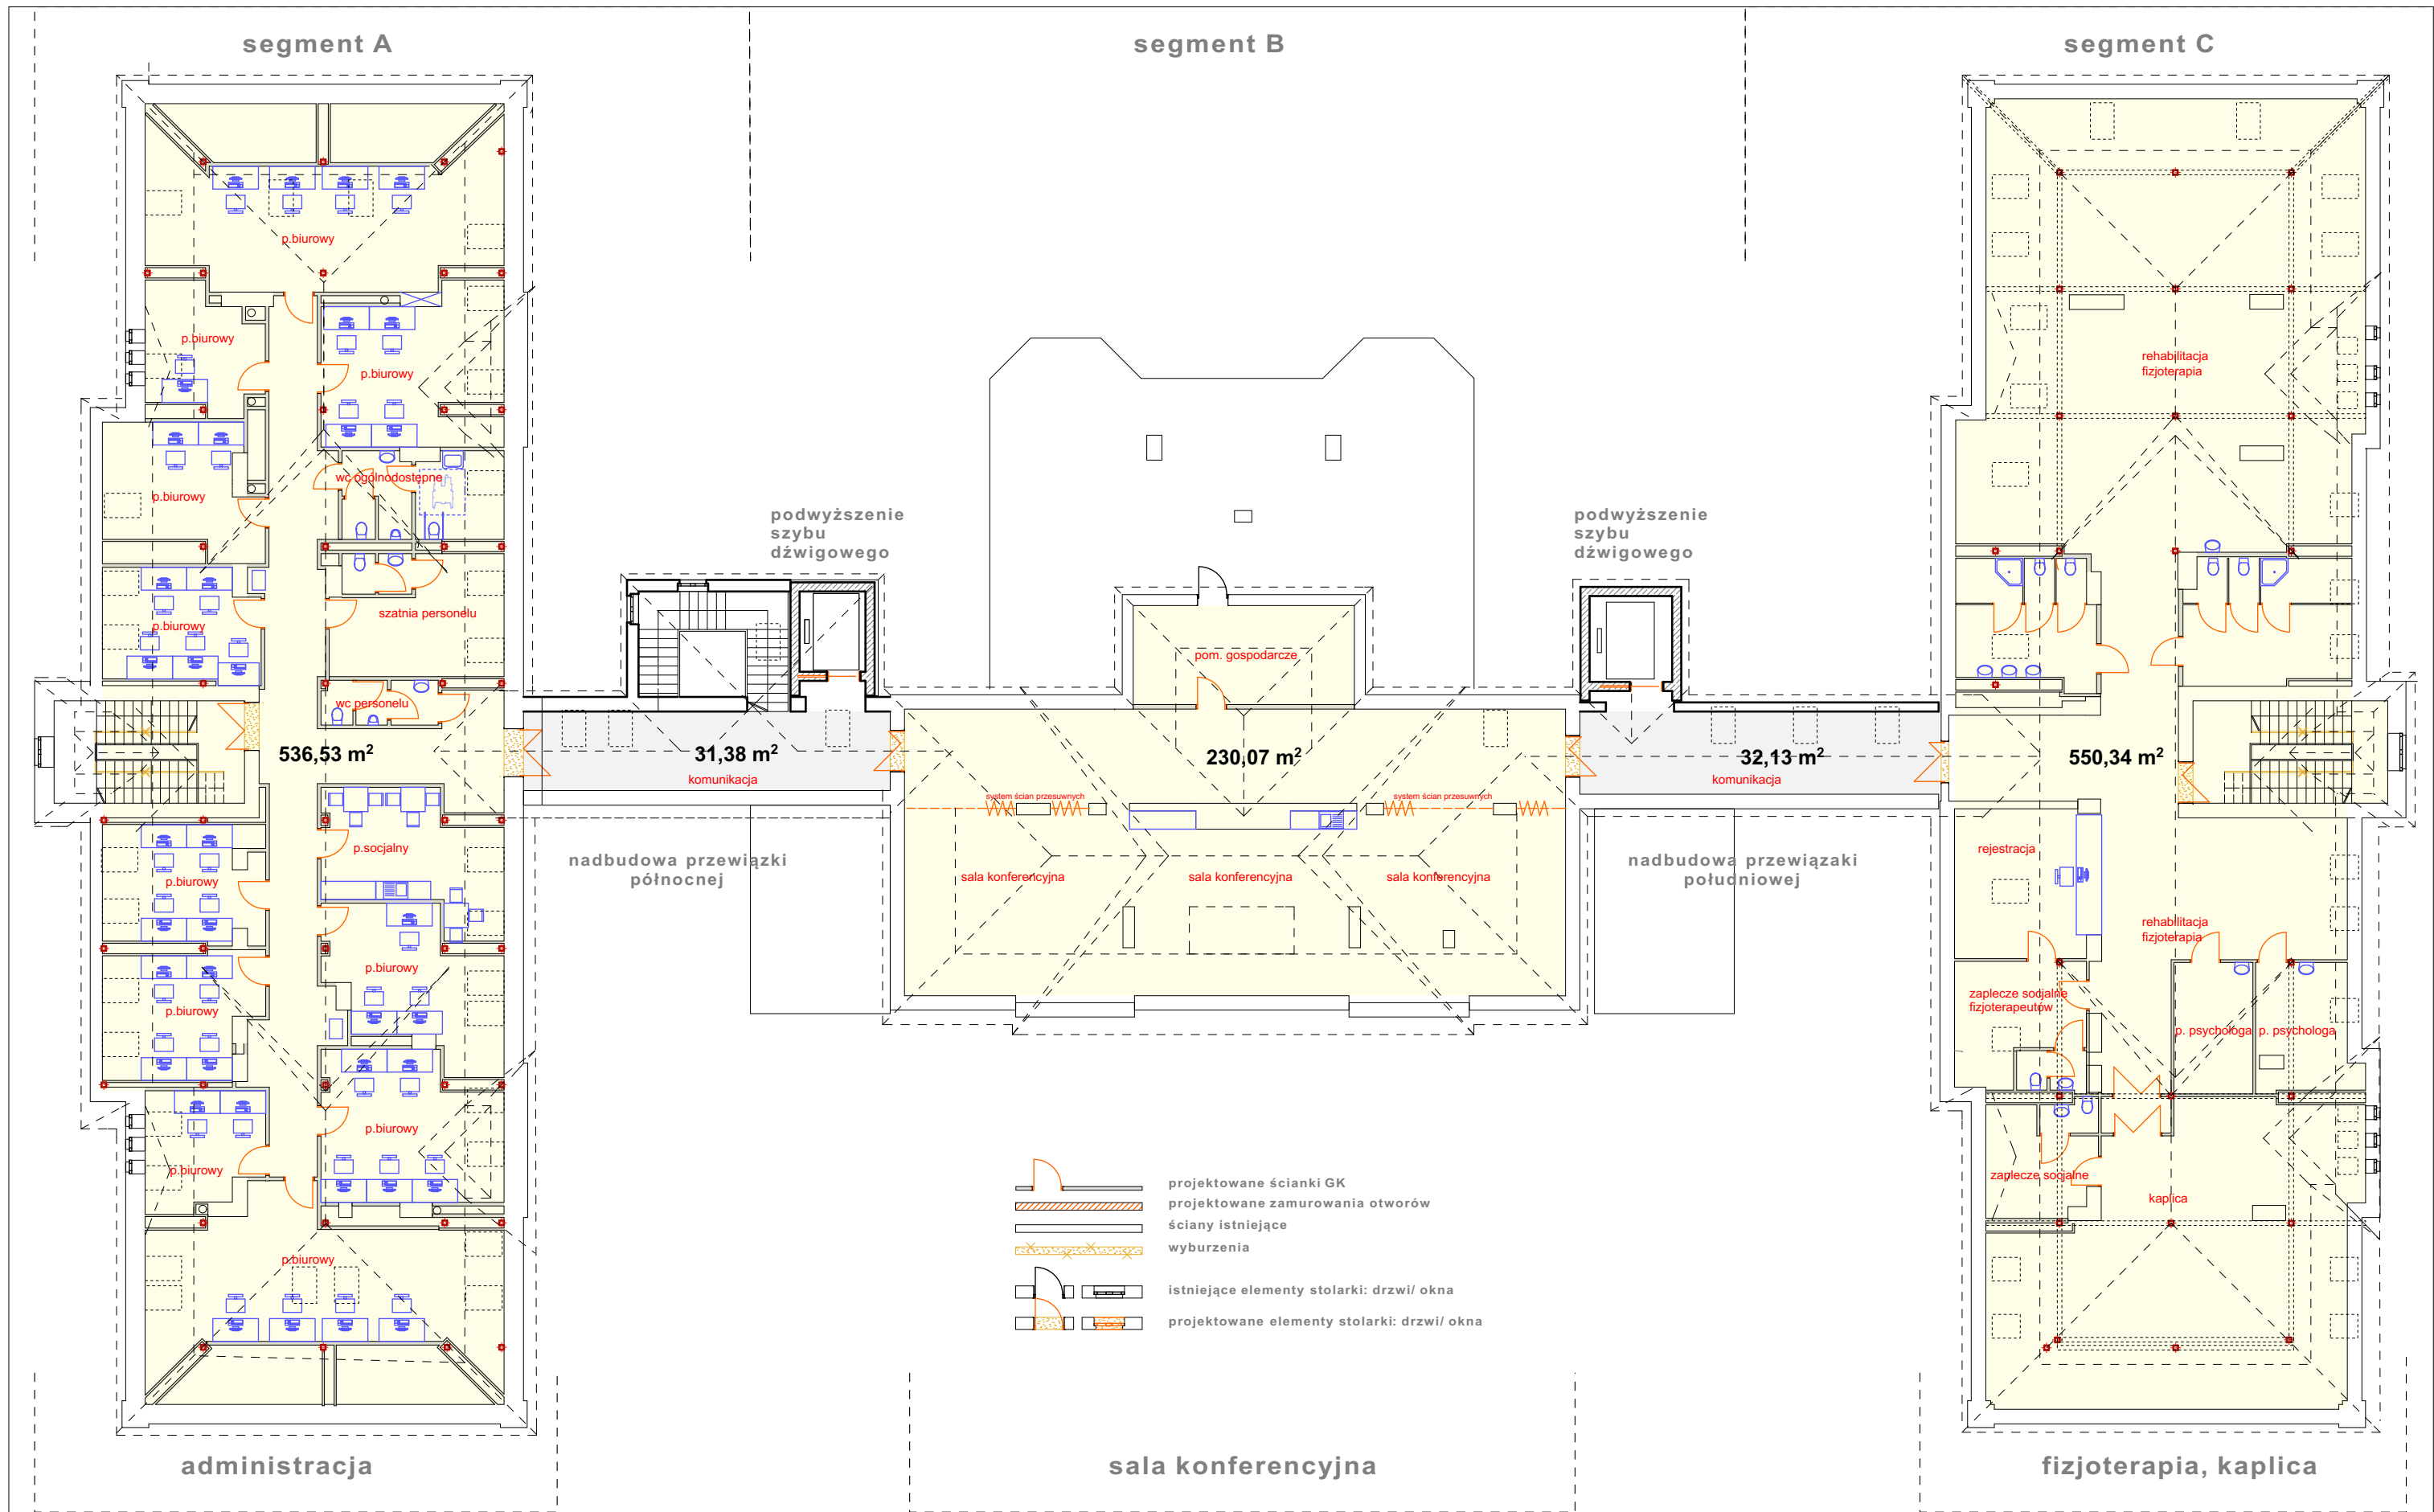 segment A
segment B
segment C
p.biurowy
p.biurowy
p.biurowy
wc ogólnodostępne
p.biurowy
szatnia personelu
p.biurowy
wc personelu
536,53 m²
p.socjalny
p.biurowy
p.biurowy
p.biurowy
p.biurowy
p.biurowy
p.biurowy
administracja
podwyższenie
szybu
dźwigowego
31,38 m²
komunikacja
nadbudowa przewiązki
północnej
pom. gospodarcze
230,07 m²
system ścian przesuwnych
system ścian przesuwnych
sala konferencyjna
sala konferencyjna
sala konferencyjna
podwyższenie
szybu
dźwigowego
32,13 m²
komunikacja
nadbudowa przewiązaki
południowej
projektowane ścianki GK
projektowane zamurowania otworów
ściany istniejące
wyburzenia
istniejące elementy stolarki: drzwi/ okna
projektowane elementy stolarki: drzwi/ okna
sala konferencyjna
rehabilitacja
fizjoterapia
550,34 m²
rejestracja
rehabilitacja
fizjoterapia
zaplecze socjalne
fizjoterapeutów
p. psychologa
p. psychologa
zaplecze socjalne
kaplica
fizjoterapia, kaplica